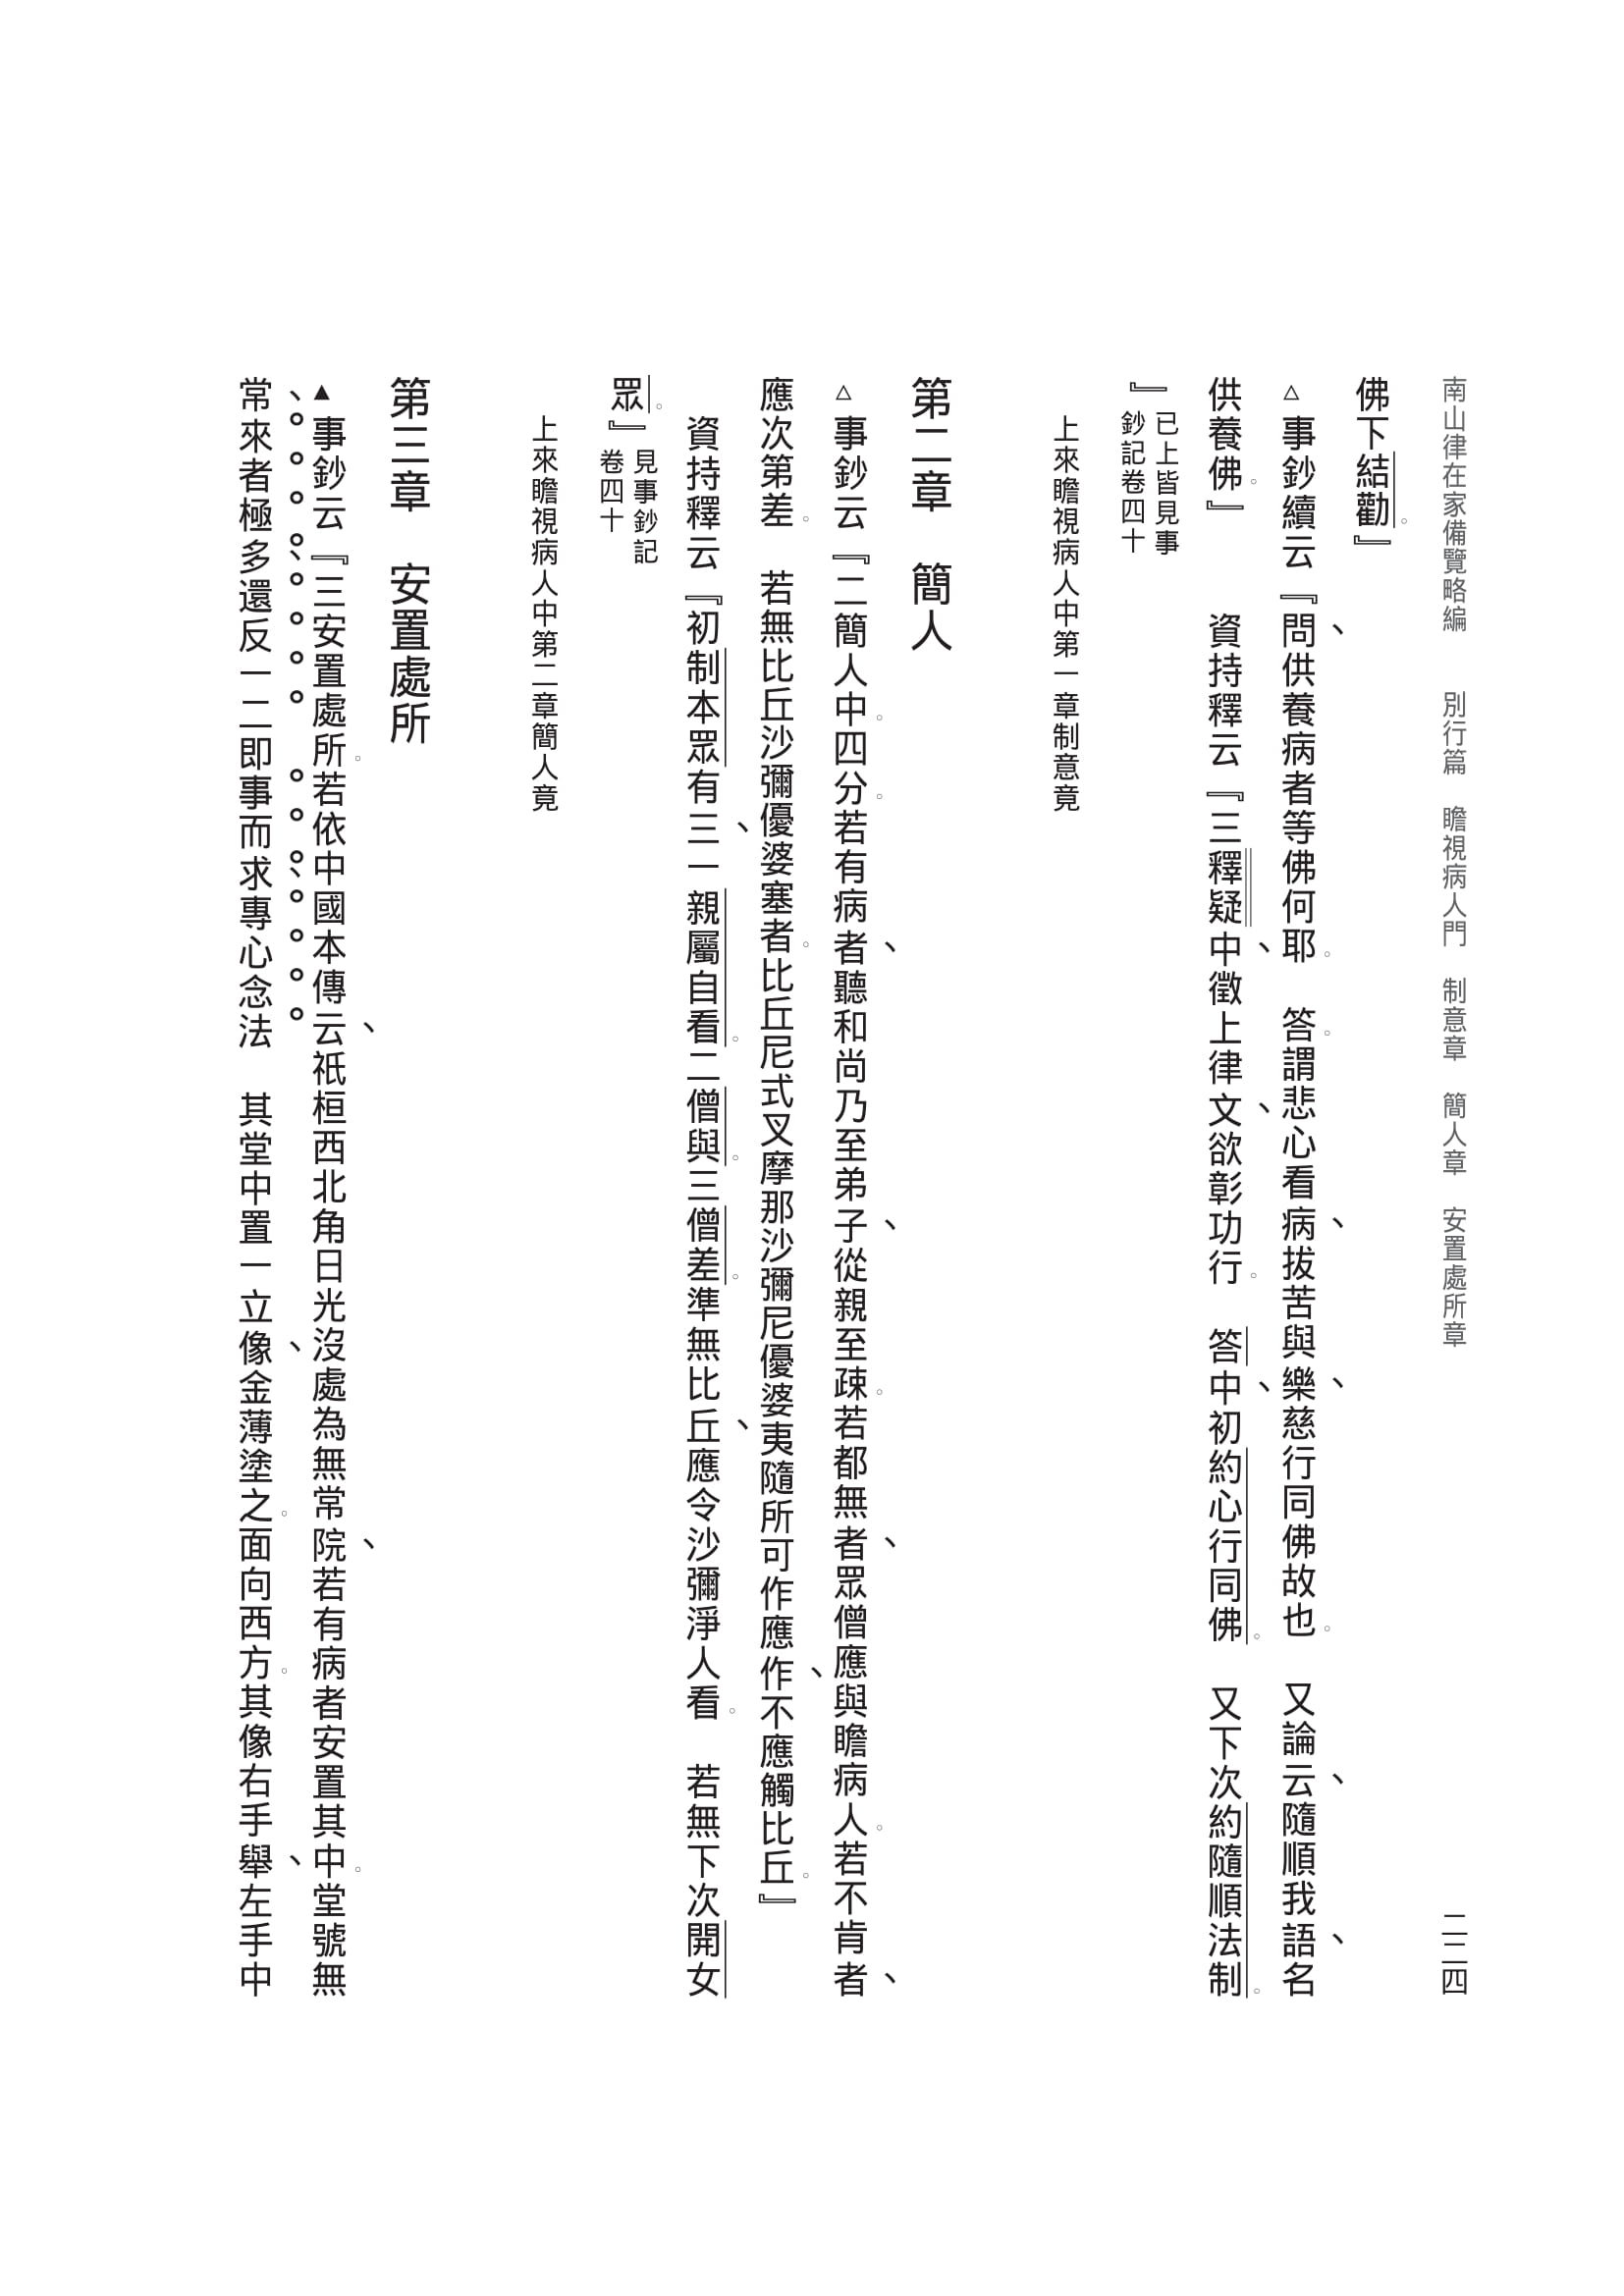 南山律在家備覽略編　　別行篇　瞻視病人門　制意章　簡人章　安置處所章　　二二四
佛下結勸。』
△事鈔續云『問、供養病者等佛何耶。　答。謂悲心看病、拔苦與樂、慈行同佛故也。　又論云、隨順我語、名
供養佛。』　　資持釋云『三釋疑中、徵上律文、欲彰功行。　答中、初約心行同佛。　又下次約隨順法制。
』已上皆見事
鈔記卷四十
上來瞻視病人中第一章制意竟
第二章　簡人
△事鈔云『二簡人中。四分。若有病者、聽和尚乃至弟子、從親至疎。若都無者、眾僧應與瞻病人。若不肯者、
應次第差。　若無比丘沙彌優婆塞者。比丘尼式叉摩那沙彌尼優婆夷隨所可作應作、不應觸比丘。』
資持釋云『初制本眾有三、一親屬自看。二僧與。三僧差。準無比丘、應令沙彌淨人看。　若無下次開女
眾。』見事鈔記
卷四十
上來瞻視病人中第二章簡人竟
第三章　安置處所
▲事鈔云『三安置處所。若依中國本傳云、祇桓西北角日光沒處為無常院、若有病者安置其中。堂號無
常、來者極多、還反一二即事而求、專心念法　其堂中置一立像、金薄塗之。面向西方。其像右手舉、左手中